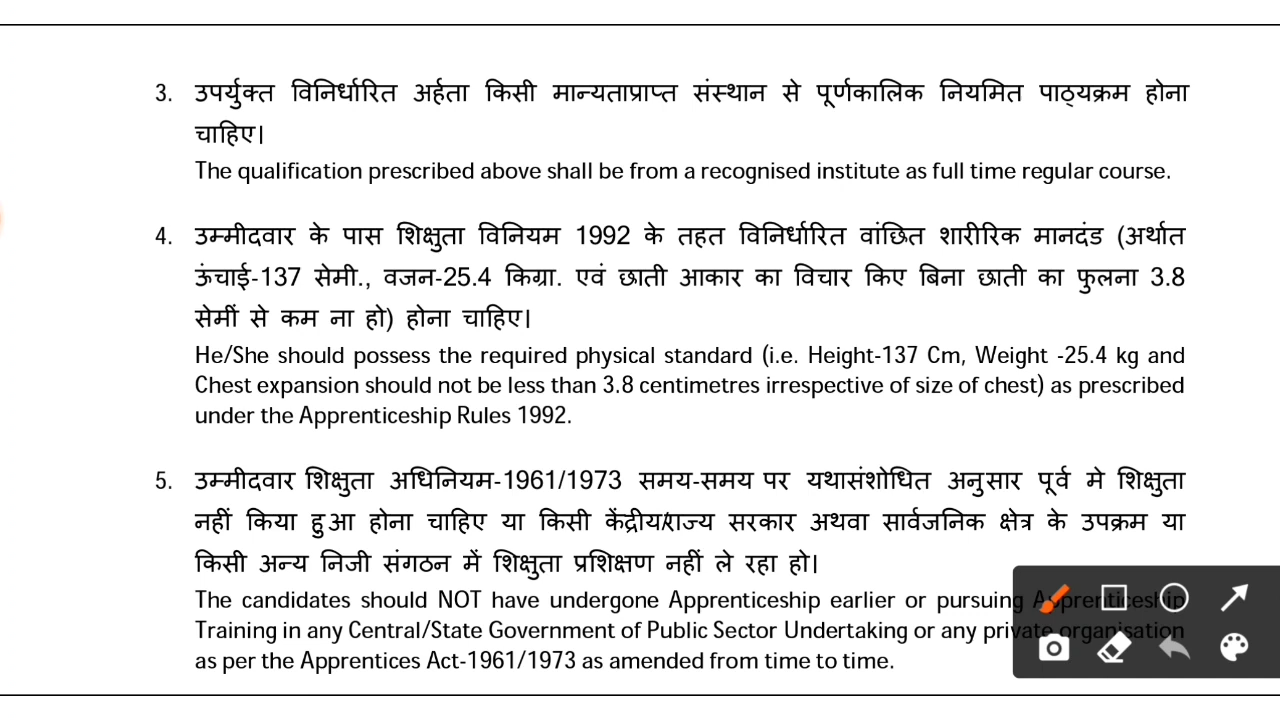 3. उपर्युक्त विनिर्धारित अर्हता किसी मान्यताप्राप्त संस्थान से पूर्णकालिक नियमित पाठ्यक्रम होना
चाहिए।
The qualification prescribed above shall be from a recognised institute as full time regular course.
4. उम्मीदवार के पास शिक्षुता विनियम 1992 के तहत विनिर्धारित वांछित शारीरिक मानदंड (अर्थात
ऊंचाई-137 सेमी., वजन-25.4 किग्रा. एवं छाती आकार का विचार किए बिना छाती का फुलना 3.8
सेमीं से कम ना हो) होना चाहिए।
He/She should possess the required physical standard (i.e. Height-137 Cm, Weight -25.4 kg and
Chest expansion should not be less than 3.8 centimetres irrespective of size of chest) as prescribed
under the Apprenticeship Rules 1992.
5. उम्मीदवार शिक्षुता अधिनियम-1961/1973 समय-समय पर यथासंशोधित अनुसार पूर्व मे शिक्षुता
नहीं किया हुआ होना चाहिए या किसी केंद्रीय/राज्य सरकार अथवा सार्वजनिक क्षेत्र के उपक्रम या
किसी अन्य निजी संगठन में शिक्षुता प्रशिक्षण नहीं ले रहा हो।
The candidates should NOT have undergone Apprenticeship earlier or pursuing Apprenticeship
Training in any Central/State Government of Public Sector Undertaking or any private organisation
as per the Apprentices Act-1961/1973 as amended from time to time.